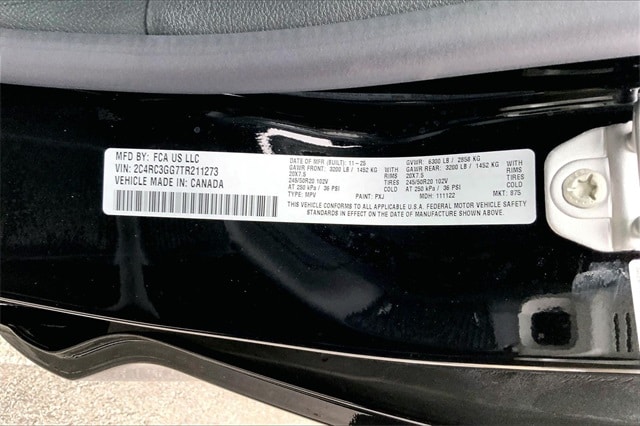 MFD BY: FCA US LLC
VIN: 2C4RC3GG7TR211273
VEHICLE MADE IN: CANADA
DATE OF MFR (BUILT): 11-25 GVWR: 6300 LB / 2858 KG
GAWR FRONT: 3200 LB / 1452 KG WITH GAWR REAR: 3200 LB / 1452 KG WITH
20X7.5 RIMS 20X7.5 RIMS
245/50R20 102V TIRES 245/50R20 102V TIRES
AT 250 kPa / 36 PSI COLD AT 250 kPa / 36 PSI COLD
TYPE: MPV PAINT: PXJ MDH: 111122 MKT: 87S
THIS VEHICLE CONFORMS TO ALL APPLICABLE U.S.A. FEDERAL MOTOR VEHICLE SAFETY
STANDARDS IN EFFECT ON THE DATE OF MANUFACTURE SHOWN ABOVE.